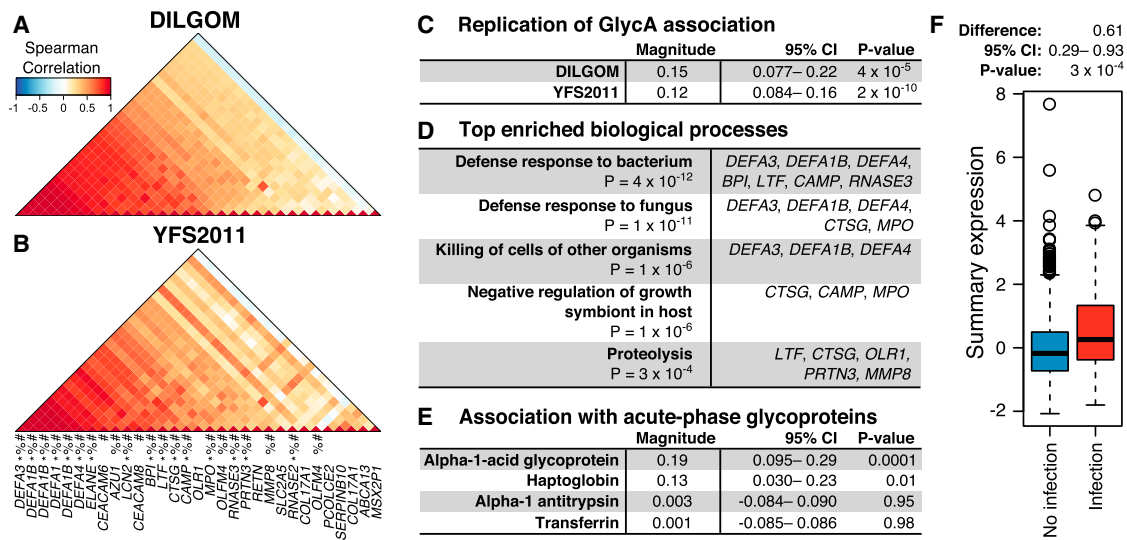 A
DILGOM
Spearman
Correlation
-1 -0.5 0 0.5 1
B
YFS2011
DEFA3 *%#
DEFA1B *%#
DEFA1B *%#
DEFA1 *%#
DEFA1B *%#
DEFA4 *%#
ELANE *%#
CEACAM6 #
AZU1 %#
LCN2 *%#
CEACAM8 #
BPI *%#
LTF *%#
CTSG *%#
CAMP *%#
OLR1
MPO *%#
OLFM4 %#
RNASE3 *%#
PRTN3 *%#
RETN
MMP8 %#
SLC2A5
RNASE2 %#
COL17A1
OLFM4 %#
PCOLCE2
SERPINB10
COL17A1
ABCA13
MSX2P1
C Replication of GlycA association
Magnitude 95% CI P-value
DILGOM 0.15 0.077– 0.22 4 x 10-5
YFS2011 0.12 0.084– 0.16 2 x 10-10
D Top enriched biological processes
Defense response to bacterium DEFA3, DEFA1B, DEFA4,
P = 4 x 10-12 BPI, LTF, CAMP, RNASE3
Defense response to fungus DEFA3, DEFA1B, DEFA4,
P = 1 x 10-11 CTSG, MPO
Killing of cells of other organisms DEFA3, DEFA1B, DEFA4
P = 1 x 10-6
Negative regulation of growth CTSG, CAMP, MPO
symbiont in host
P = 1 x 10-6
Proteolysis LTF, CTSG, OLR1,
P = 3 x 10-4 PRTN3, MMP8
E Association with acute-phase glycoproteins
Magnitude 95% CI P-value
Alpha-1-acid glycoprotein 0.19 0.095– 0.29 0.0001
Haptoglobin 0.13 0.030– 0.23 0.01
Alpha-1 antitrypsin 0.003 -0.084– 0.090 0.95
Transferrin 0.001 -0.085– 0.086 0.98
F
Difference: 0.61
95% CI: 0.29– 0.93
P-value: 3 x 10-4
Summary expression
8
6
4
2
0
-2
No infection
Infection